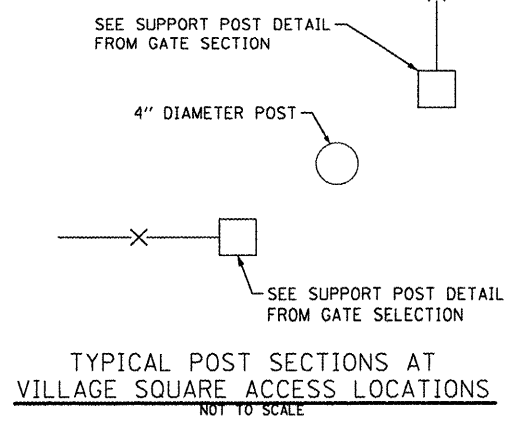 SEE SUPPORT POST DETAIL
FROM GATE SECTION
4" DIAMETER POST
SEE SUPPORT POST DETAIL
FROM GATE SELECTION
TYPICAL POST SECTIONS AT
VILLAGE SQUARE ACCESS LOCATIONS
NOT TO SCALE